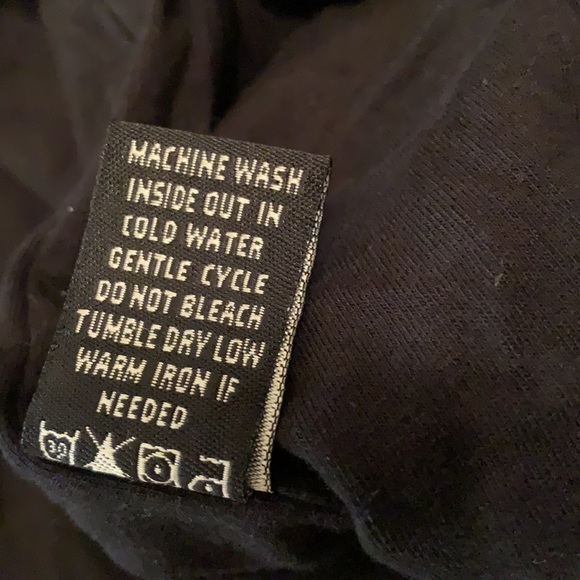 MACHINE WASH
INSIDE OUT IN
COLD WATER
GENTLE CYCLE
DO NOT BLEACH
TUMBLE DRY LOW
WARM IRON IF
NEEDED
30